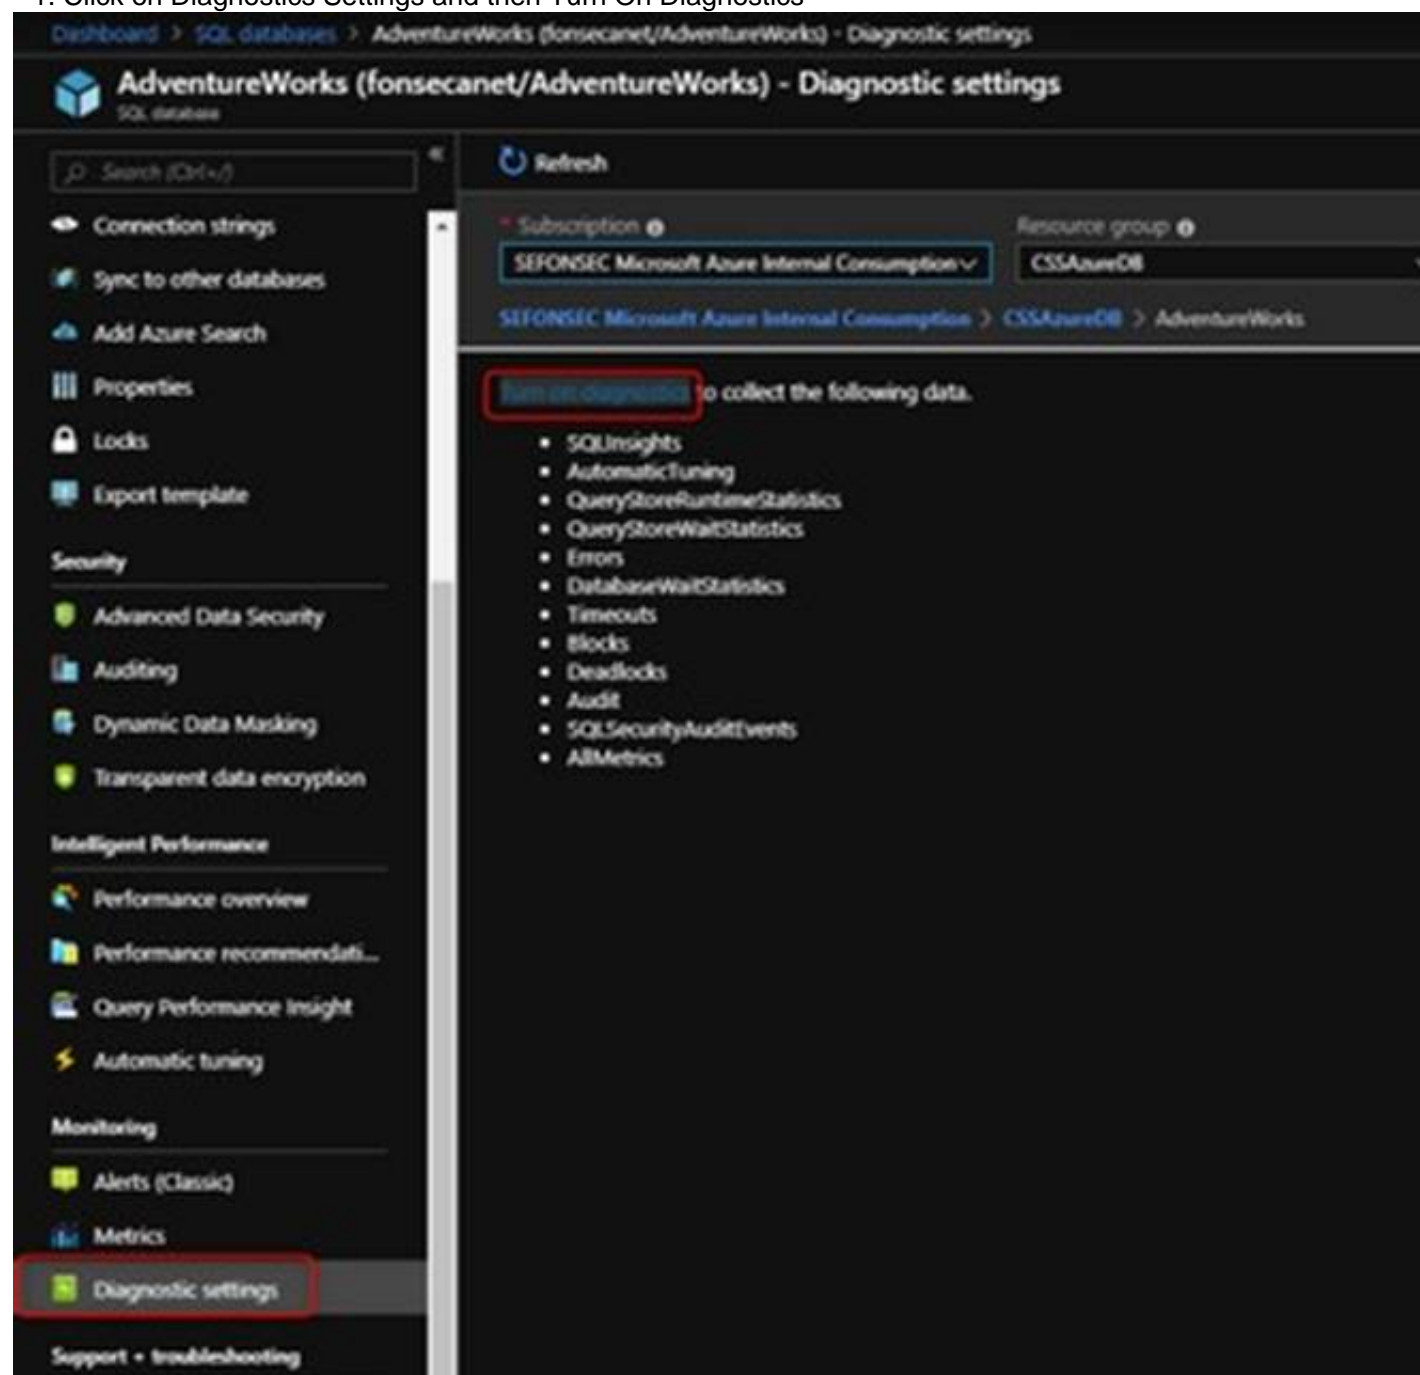 1. Click on Diagnostics Settings and then Turn On Diagnostics
Dashboard > SQL databases > AdventureWorks (fonsecanet/AdventureWorks) - Diagnostic settings
AdventureWorks (fonsecanet/AdventureWorks) - Diagnostic settings
SQL database
Search (Ctrl+/)
«
Refresh
Connection strings
Sync to other databases
Add Azure Search
Properties
Locks
Export template
Security
Advanced Data Security
Auditing
Dynamic Data Masking
Transparent data encryption
Intelligent Performance
Performance overview
Performance recommendati...
Query Performance Insight
Automatic tuning
Monitoring
Alerts (Classic)
Metrics
Diagnostic settings
Support + troubleshooting
* Subscription
Resource group
SEFONSEC Microsoft Azure Internal Consumption
CSSAzureDB
SEFONSEC Microsoft Azure Internal Consumption > CSSAzureDB > AdventureWorks
Turn on diagnostics to collect the following data.
• SQLInsights
• AutomaticTuning
• QueryStoreRuntimeStatistics
• QueryStoreWaitStatistics
• Errors
• DatabaseWaitStatistics
• Timeouts
• Blocks
• Deadlocks
• Audit
• SQLSecurityAuditEvents
• AllMetrics